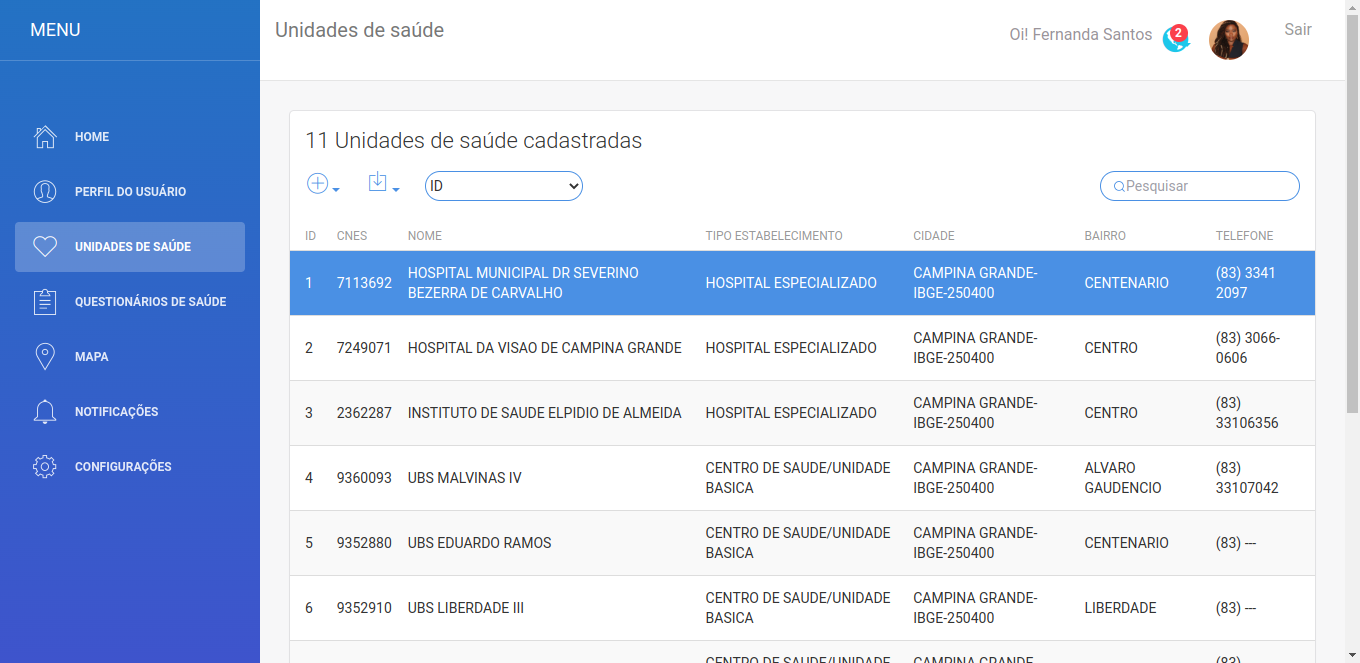 MENU
Unidades de saúde
Oi! Fernanda Santos
2
Sair
HOME
PERFIL DO USUÁRIO
UNIDADES DE SAÚDE
QUESTIONÁRIOS DE SAÚDE
MAPA
NOTIFICAÇÕES
CONFIGURAÇÕES
11 Unidades de saúde cadastradas
ID
Pesquisar
ID CNES NOME TIPO ESTABELECIMENTO CIDADE BAIRRO TELEFONE
1 7113692 HOSPITAL MUNICIPAL DR SEVERINO HOSPITAL ESPECIALIZADO CAMPINA GRANDE- CENTENARIO (83) 3341
BEZERRA DE CARVALHO IBGE-250400 2097
2 7249071 HOSPITAL DA VISAO DE CAMPINA GRANDE HOSPITAL ESPECIALIZADO CAMPINA GRANDE- CENTRO (83) 3066-
IBGE-250400 0606
3 2362287 INSTITUTO DE SAUDE ELPIDIO DE ALMEIDA HOSPITAL ESPECIALIZADO CAMPINA GRANDE- CENTRO (83)
IBGE-250400 33106356
4 9360093 UBS MALVINAS IV CENTRO DE SAUDE/UNIDADE CAMPINA GRANDE- ALVARO (83)
BASICA IBGE-250400 GAUDENCIO 33107042
5 9352880 UBS EDUARDO RAMOS CENTRO DE SAUDE/UNIDADE CAMPINA GRANDE- CENTENARIO (83) ---
BASICA IBGE-250400
6 9352910 UBS LIBERDADE III CENTRO DE SAUDE/UNIDADE CAMPINA GRANDE- LIBERDADE (83) ---
BASICA IBGE-250400
CENTRO DE SAUDE/UNIDADE CAMPINA GRANDE- (83)